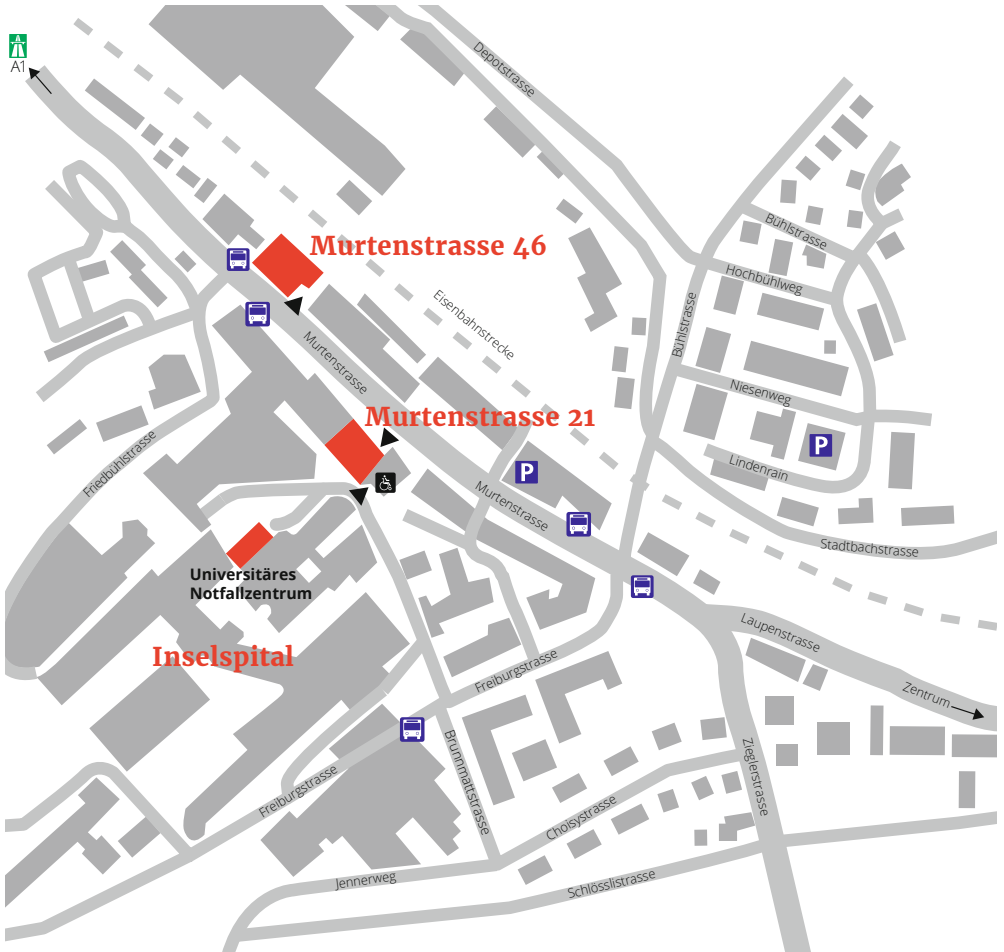 A1
Depotstrasse
Bühlstrasse
Murtenstrasse 46
Hochbühlweg
Eisenbahnstrecke
Bühlstrasse
Murtenstrasse
Niesenweg
Murtenstrasse 21
P
P
Lindenrain
Friedbühlstrasse
Murtenstrasse
Stadtbachstrasse
Universitäres
Notfallzentrum
Laupenstrasse
Inselspital
Freiburgstrasse
Zentrum
Brunnmattstrasse
Zieglerstrasse
Freiburgstrasse
Choisystrasse
Jennerweg
Schlösslistrasse